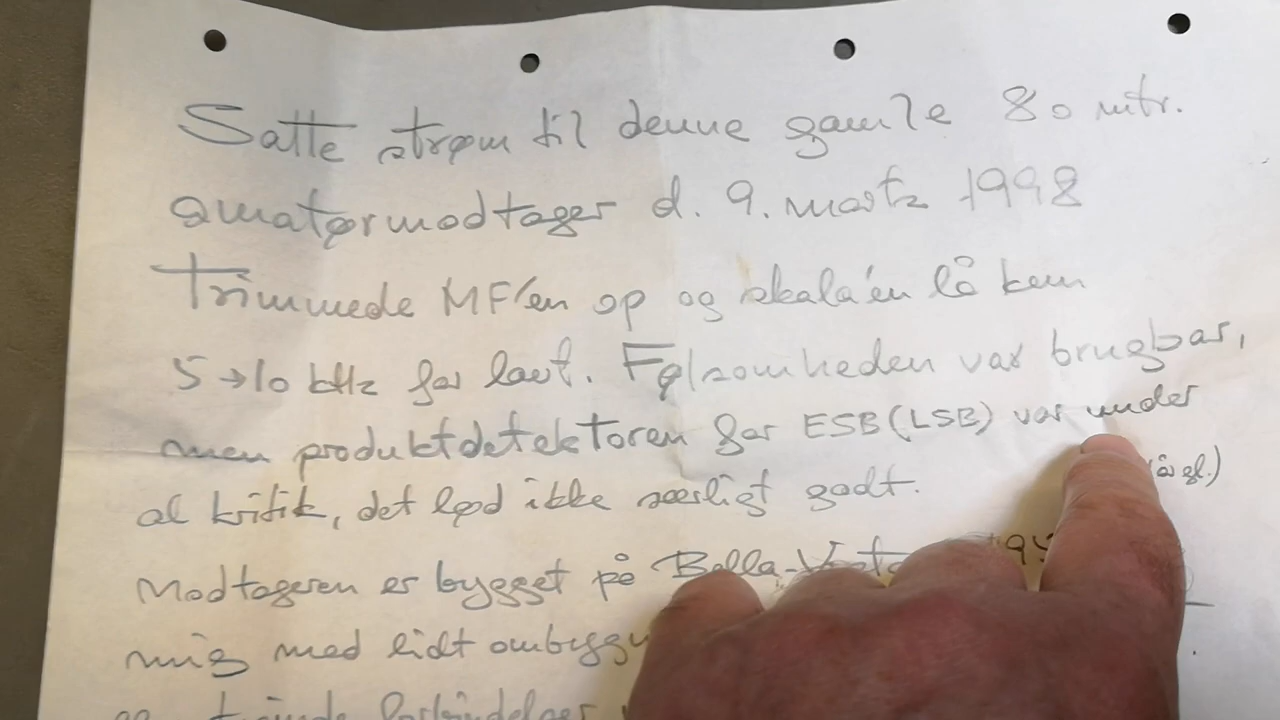 Satte strøm til denne gamle 80 mtr.
amatørmodtager d. 9. marts 1998
Trimmede MF'en op og skala'en lå kun
5→10 kHz for lavt. Følsomheden var brugbar,
men produktdetektoren for ESB (LSB) var under
al kritik, det lød ikke særligt godt.
Modtageren er bygget på Bella-Vista
mig med lidt
og